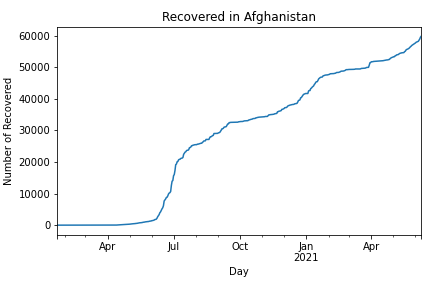 Recovered in Afghanistan
Number of Recovered
60000
50000
40000
30000
20000
10000
0
Apr
Jul
Oct
Jan
2021
Apr
Day